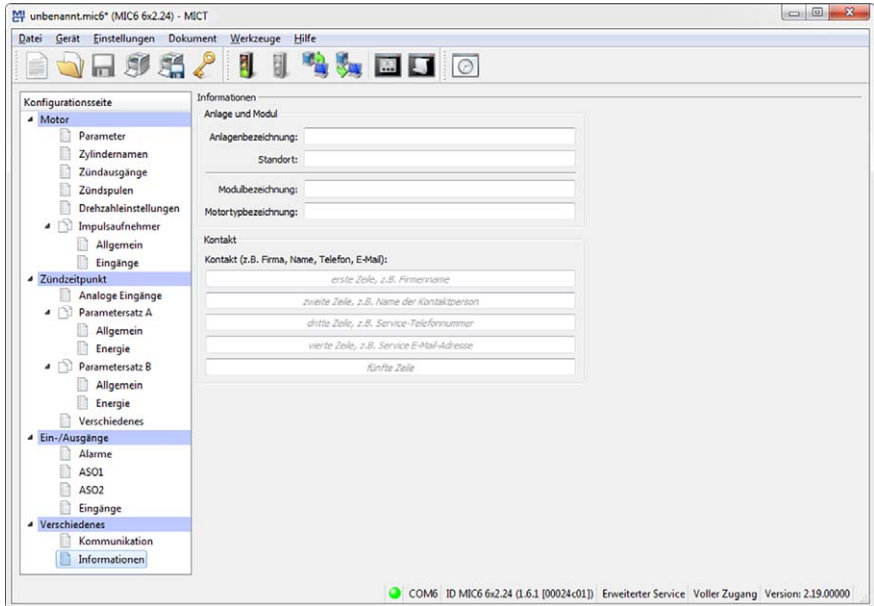 unbenannt.mic6* (MIC6 6x2.24) - MICT
Datei Gerät Einstellungen Dokument Werkzeuge Hilfe
Konfigurationsseite
Motor
Parameter
Zylindernamen
Zündausgänge
Zündspulen
Drehzahleinstellungen
Impulsaufnehmer
Allgemein
Eingänge
Zündzeitpunkt
Analoge Eingänge
Parametersatz A
Allgemein
Energie
Parametersatz B
Allgemein
Energie
Verschiedenes
Ein-/Ausgänge
Alarme
ASO1
ASO2
Eingänge
Verschiedenes
Kommunikation
Informationen
Informationen
Anlage und Modul
Anlagenbezeichnung:
Standort:
Modulbezeichnung:
Motortypbezeichnung:
Kontakt
Kontakt (z.B. Firma, Name, Telefon, E-Mail):
erste Zeile, z.B. Firmenname
zweite Zeile, z.B. Name der Kontaktperson
dritte Zeile, z.B. Service-Telefonnummer
vierte Zeile, z.B. Service E-Mail-Adresse
fünfte Zeile
COM6 ID MIC6 6x2.24 (1.6.1 [00024c01]) Erweiterter Service Voller Zugang Version: 2.19.00000